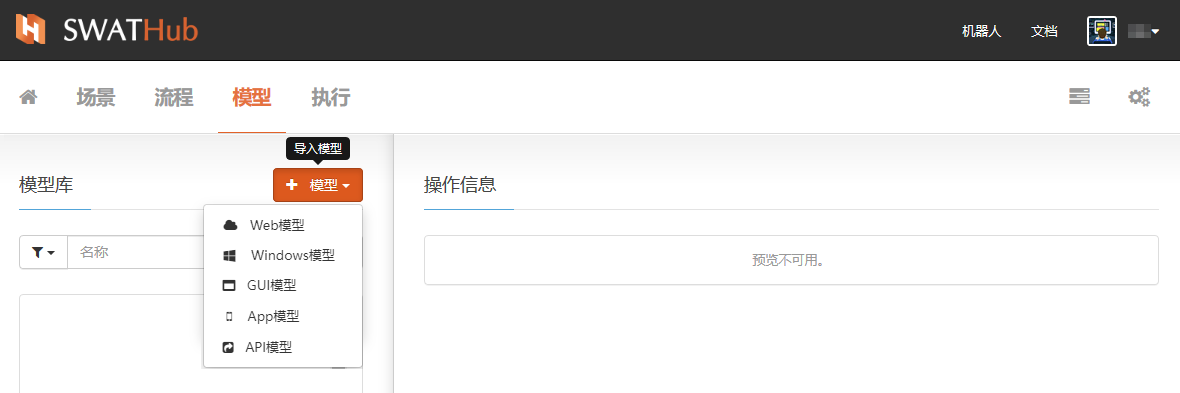 SWATHub
机器人 文档
场景 流程 模型 执行
导入模型
模型库
模型
操作信息
名称
Web模型
Windows模型
GUI模型
App模型
API模型
预览不可用。